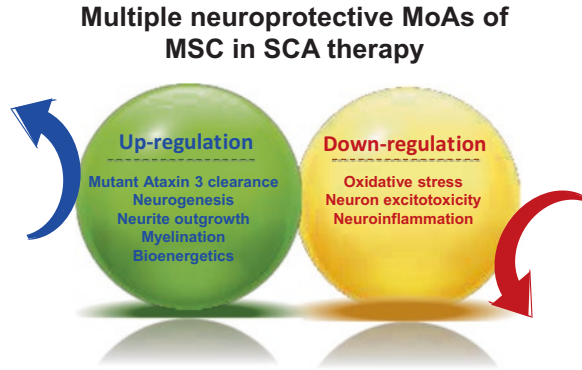 Multiple neuroprotective MoAs of
MSC in SCA therapy
Up-regulation
Mutant Ataxin 3 clearance
Neurogenesis
Neurite outgrowth
Myelination
Bioenergetics
Down-regulation
Oxidative stress
Neuron excitotoxicity
Neuroinflammation